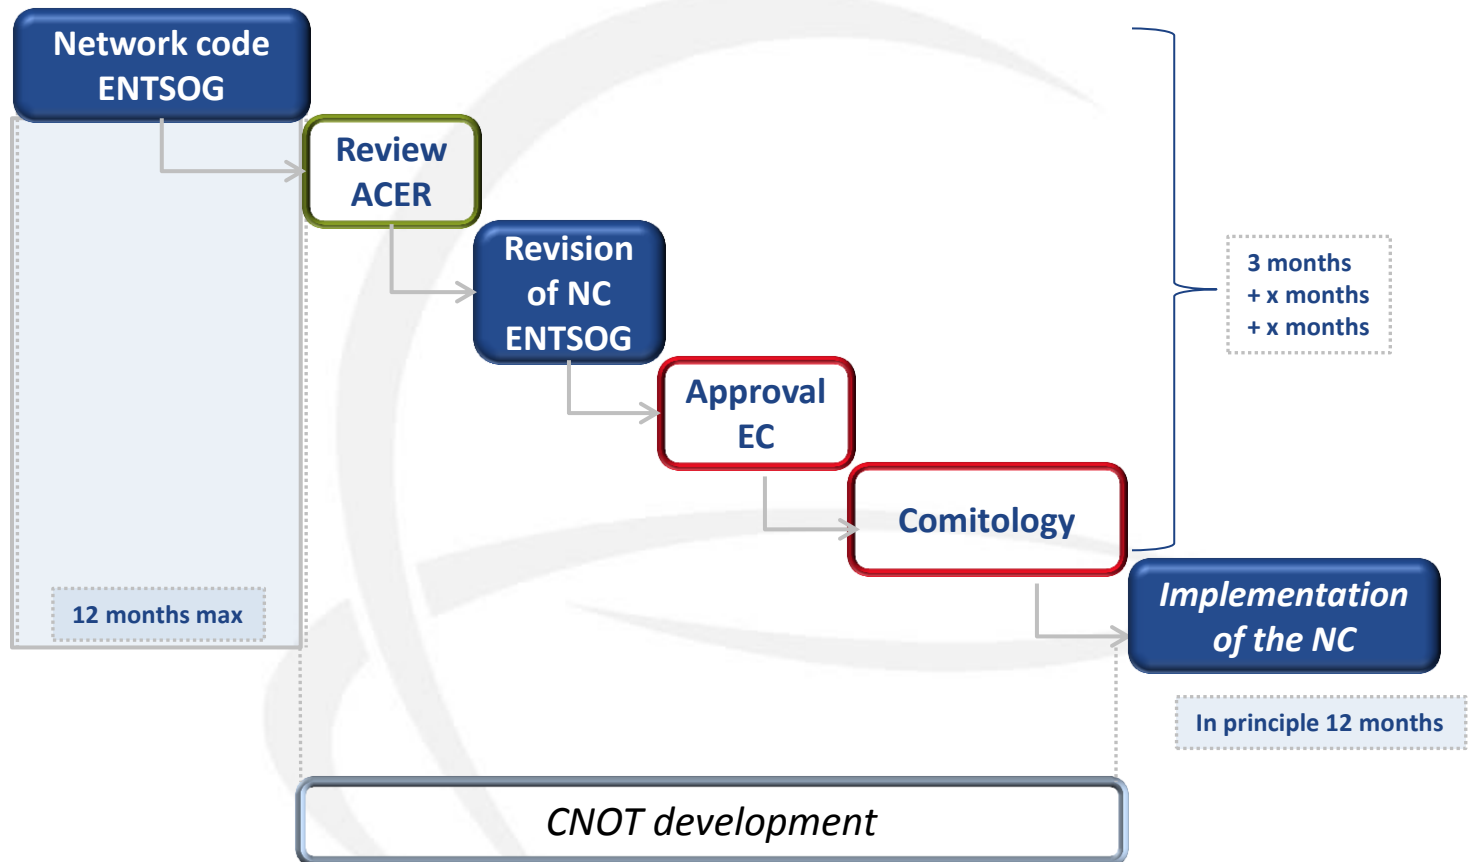 Network code
ENTSOG
Review
ACER
Revision
of NC
ENTSOG
3 months
+ x months
+ x months
Approval
EC
Comitology
12 months max
Implementation
of the NC
In principle 12 months
CNOT development